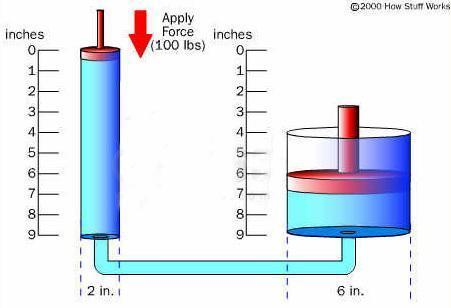 ©2000 How Stuff Works
Apply
Force
(100 lbs)
inches
0
1
2
3
4
5
6
7
8
9
inches
0
1
2
3
4
5
6
7
8
9
2 in.
6 in.